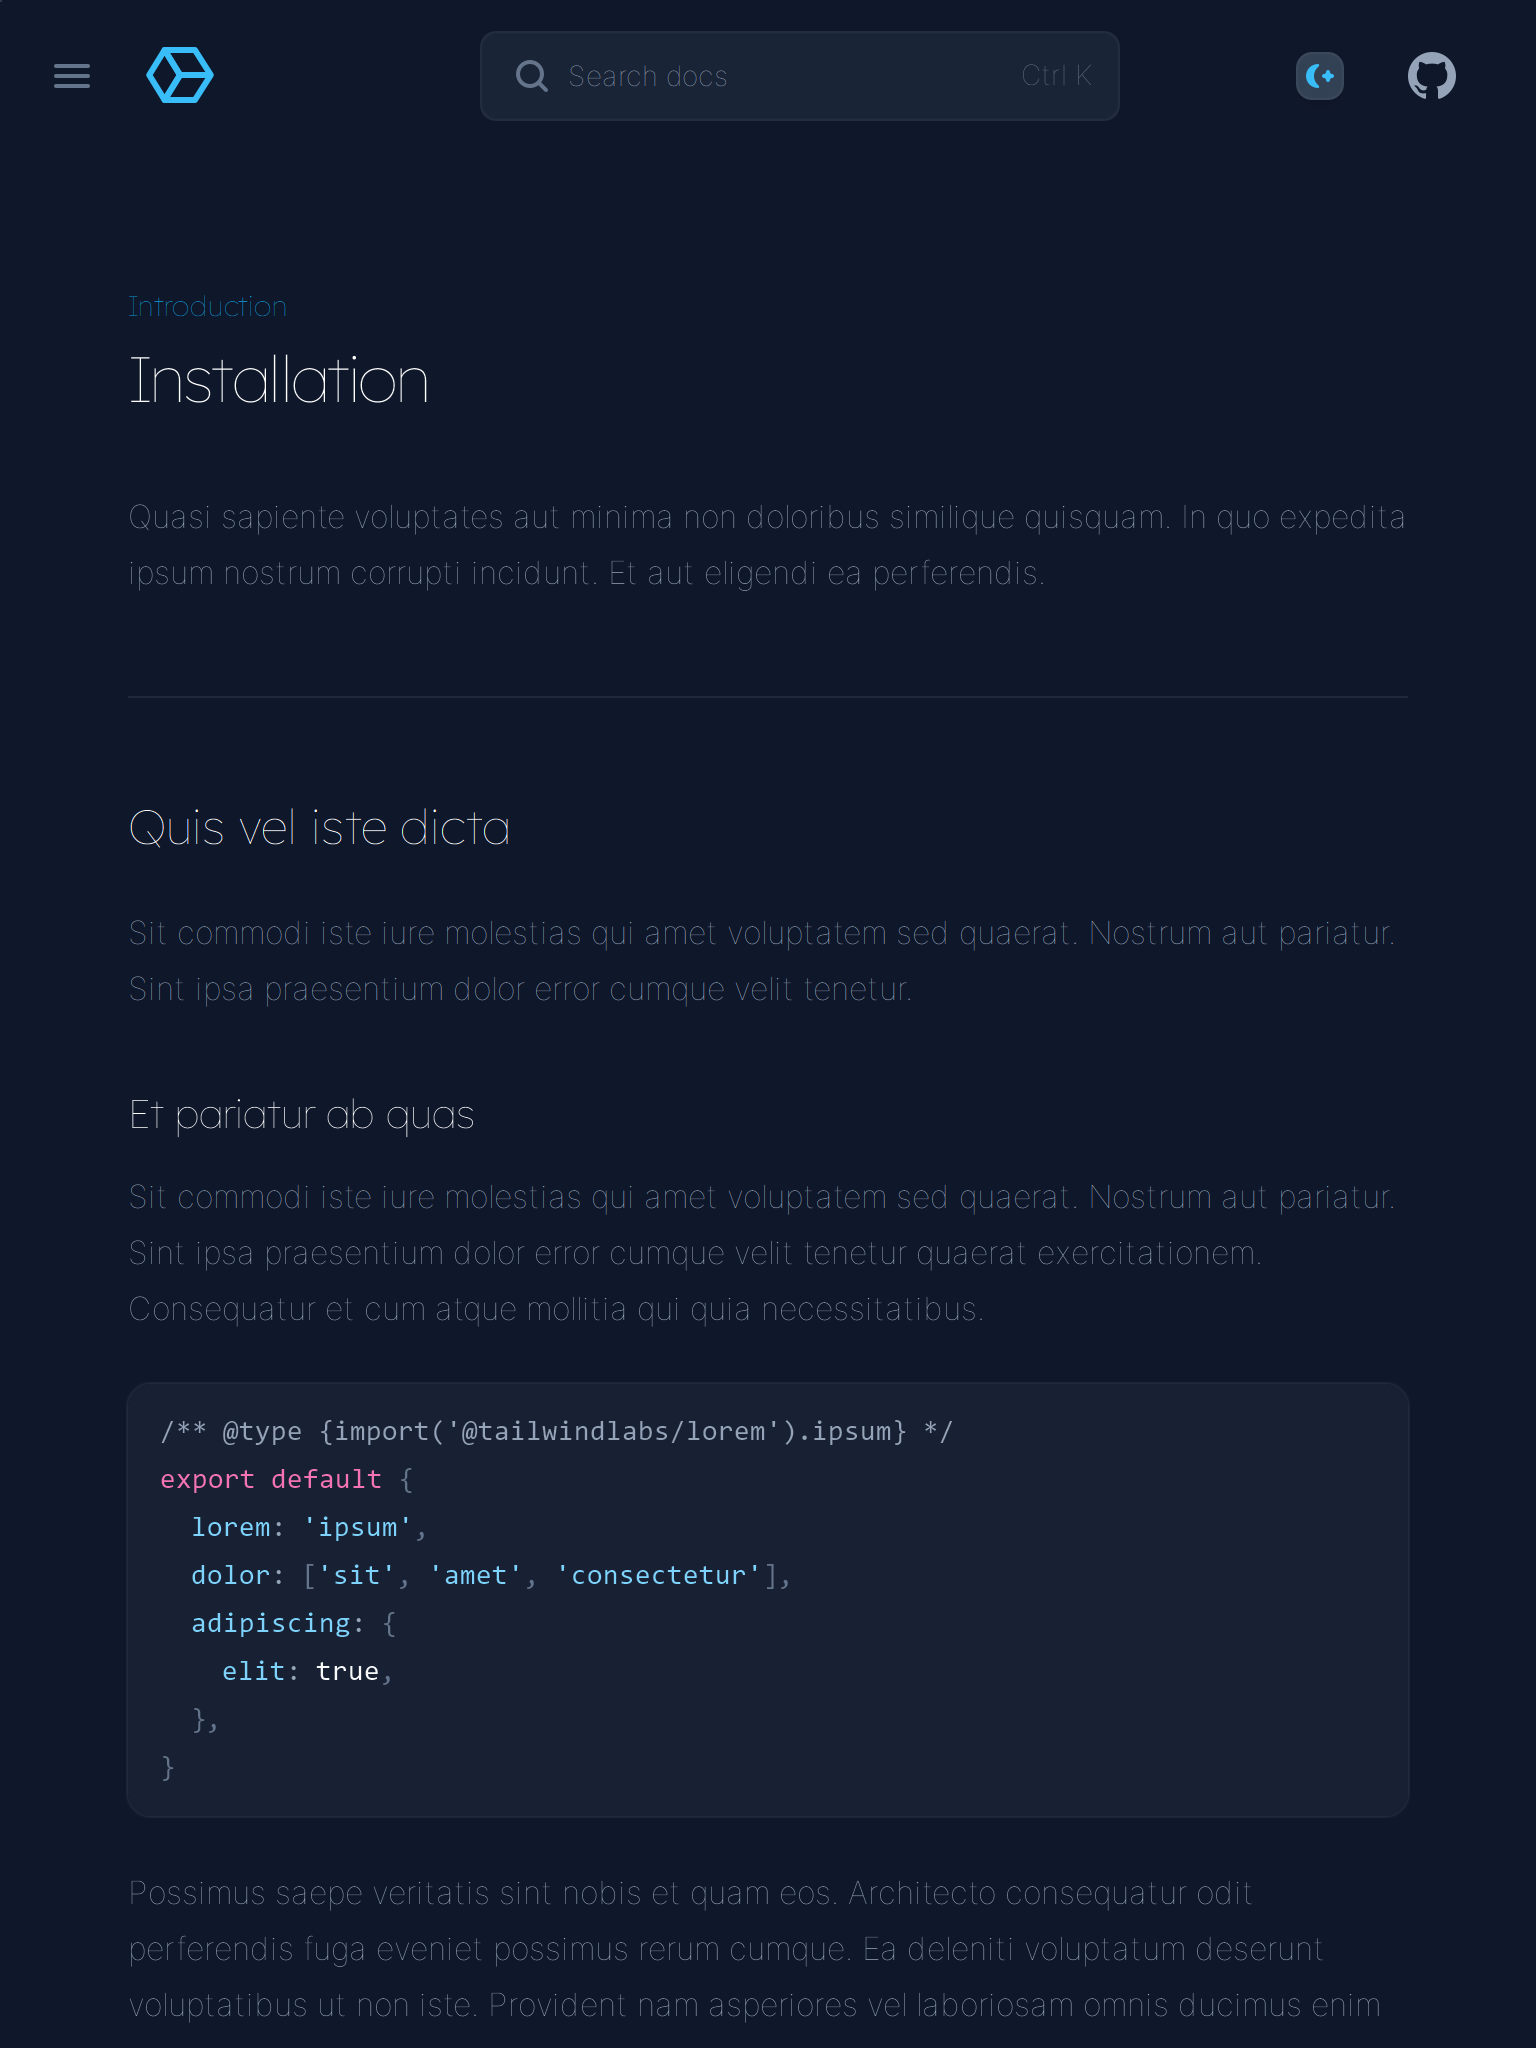 Search docs
Ctrl K
Introduction
Installation
Quasi sapiente voluptates aut minima non doloribus similique quisquam. In quo expedita
ipsum nostrum corrupti incidunt. Et aut eligendi ea perferendis.
Quis vel iste dicta
Sit commodi iste iure molestias qui amet voluptatem sed quaerat. Nostrum aut pariatur.
Sint ipsa praesentium dolor error cumque velit tenetur.
Et pariatur ab quas
Sit commodi iste iure molestias qui amet voluptatem sed quaerat. Nostrum aut pariatur.
Sint ipsa praesentium dolor error cumque velit tenetur quaerat exercitationem.
Consequatur et cum atque mollitia qui quia necessitatibus.
/** @type {import('@tailwindlabs/lorem').ipsum} */
export default {
  lorem: 'ipsum',
  dolor: ['sit', 'amet', 'consectetur'],
  adipiscing: {
    elit: true,
  },
}
Possimus saepe veritatis sint nobis et quam eos. Architecto consequatur odit
perferendis fuga eveniet possimus rerum cumque. Ea deleniti voluptatum deserunt
voluptatibus ut non iste. Provident nam asperiores vel laboriosam omnis ducimus enim